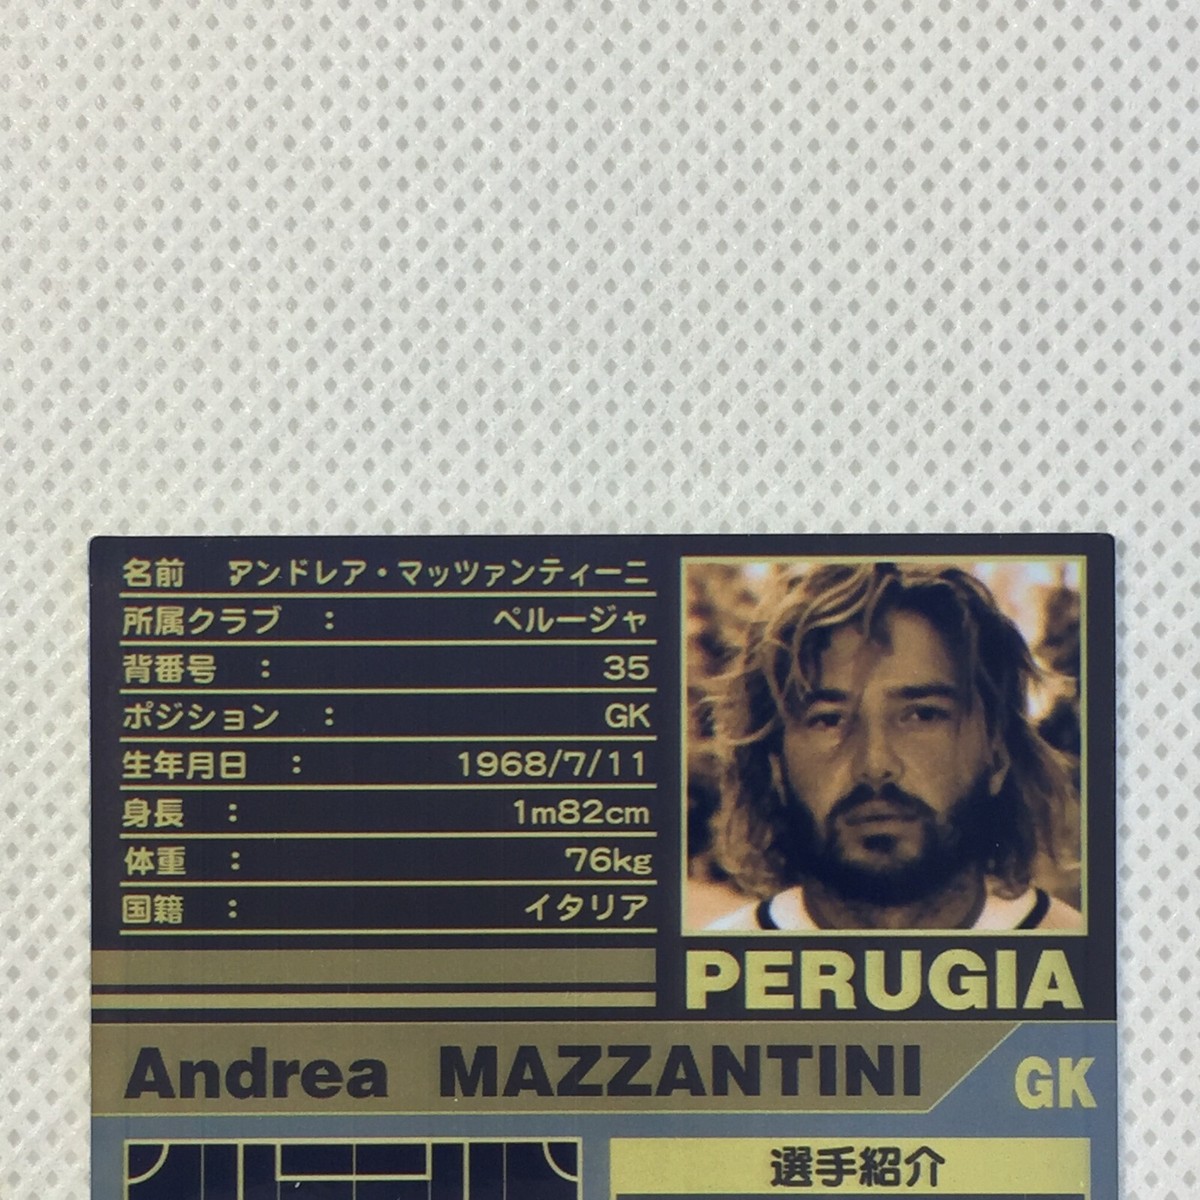 名前 アンドレア・マッツァンティーニ
所属クラブ : ペルージャ
背番号 : 35
ポジション : GK
生年月日 : 1968/7/11
身長 : 1m82cm
体重 : 76kg
国籍 : イタリア
PERUGIA
Andrea MAZZANTINI GK
選手紹介